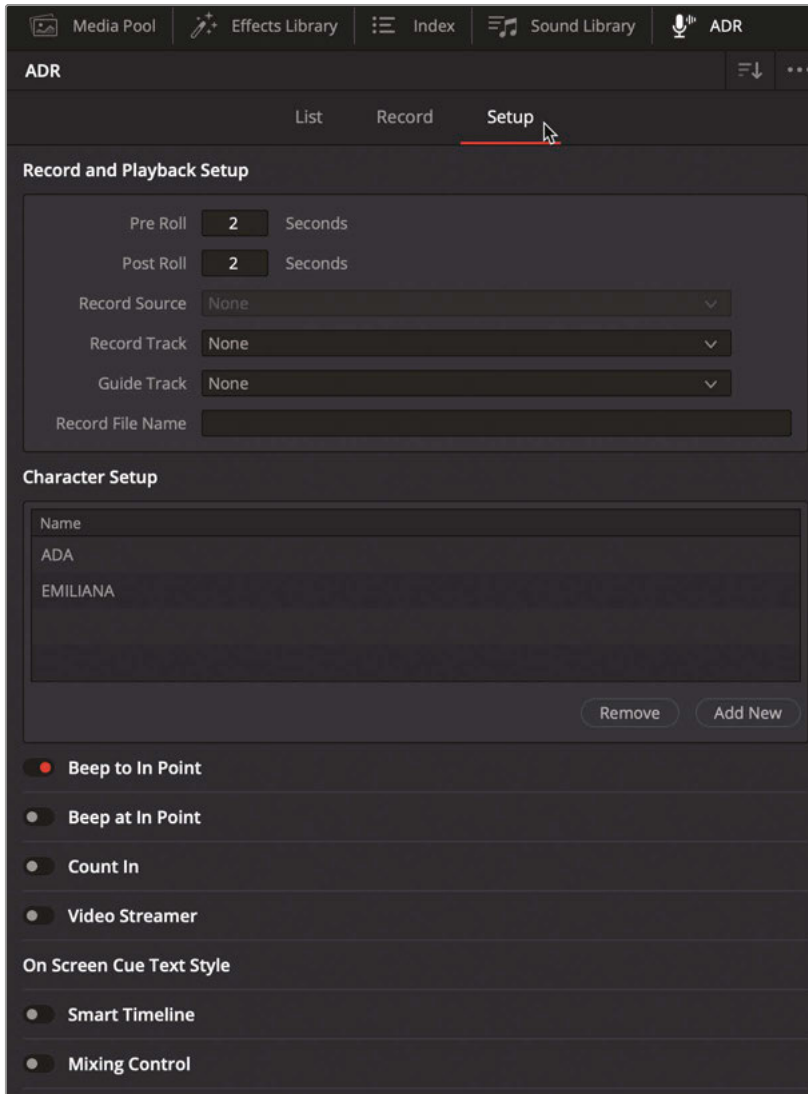 Media Pool Effects Library Index Sound Library ADR
ADR
List Record Setup
Record and Playback Setup
Pre Roll 2 Seconds
Post Roll 2 Seconds
Record Source None
Record Track None
Guide Track None
Record File Name
Character Setup
Name
ADA
EMILIANA
Remove Add New
Beep to In Point
Beep at In Point
Count In
Video Streamer
On Screen Cue Text Style
Smart Timeline
Mixing Control